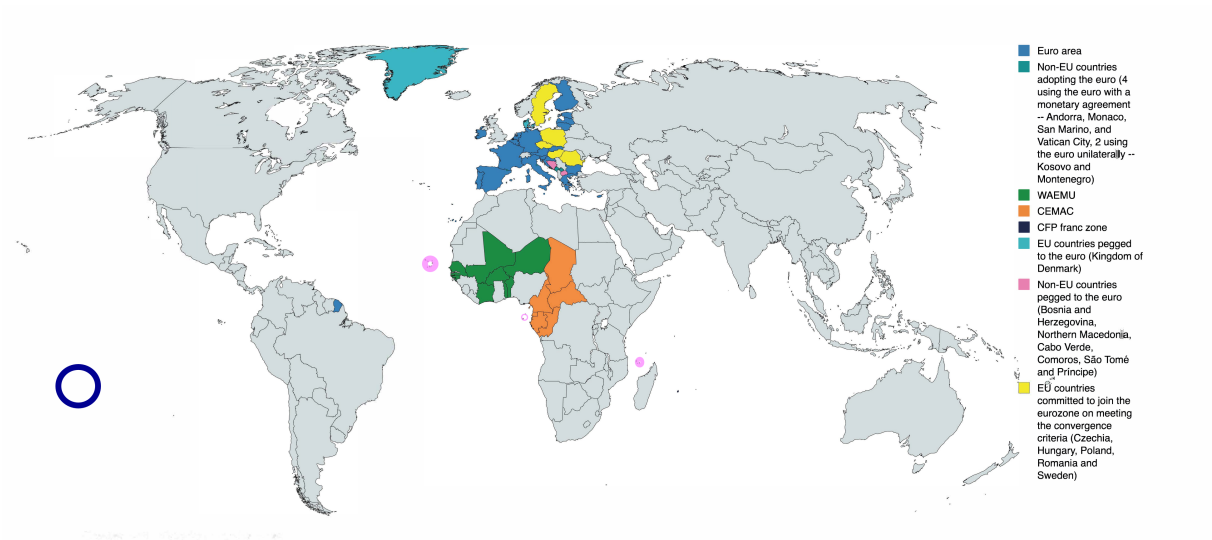 Euro area
Non-EU countries
adopting the euro (4
using the euro with a
monetary agreement
-- Andorra, Monaco,
San Marino, and
Vatican City, 2 using
the euro unilaterally --
Kosovo and
Montenegro)
WAEMU
CEMAC
CFP franc zone
EU countries pegged
to the euro (Kingdom of
Denmark)
Non-EU countries
pegged to the euro
(Bosnia and
Herzegovina,
Northern Macedonia,
Cabo Verde,
Comoros, São Tomé
and Príncipe)
EU countries
committed to join the
eurozone on meeting
the convergence
criteria (Czechia,
Hungary, Poland,
Romania and
Sweden)